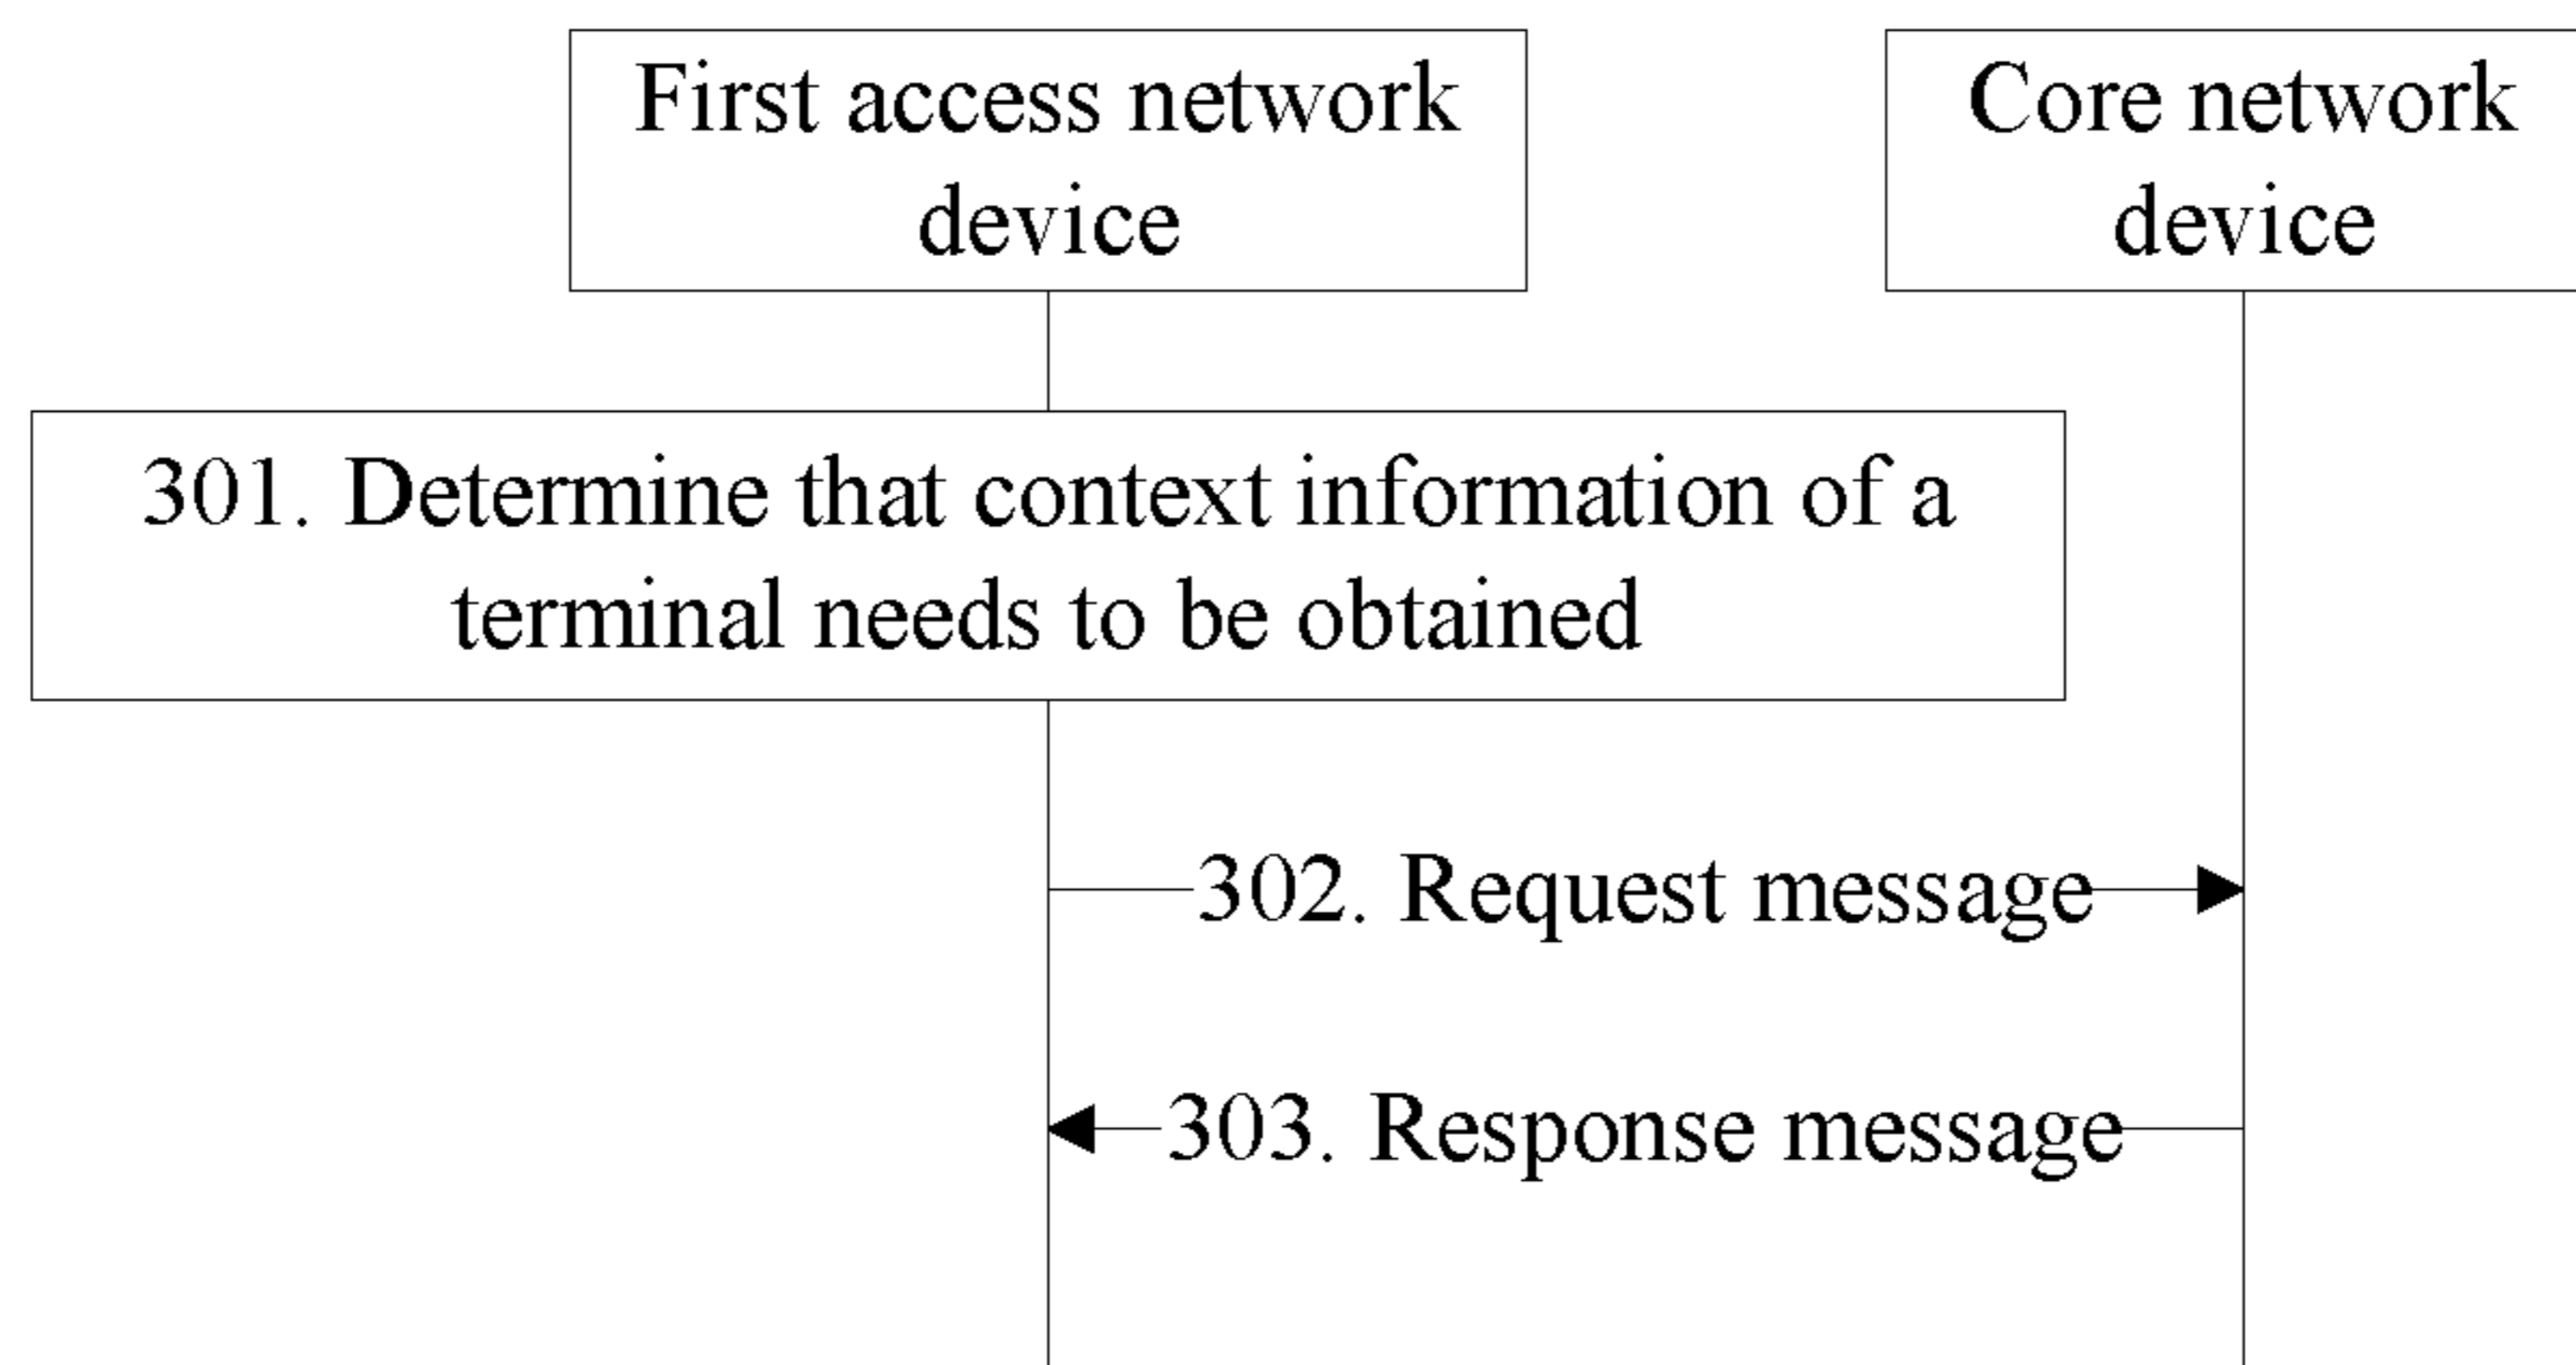 First access network
device
Core network
device
301. Determine that context information of a
terminal needs to be obtained
302. Request message
303. Response message